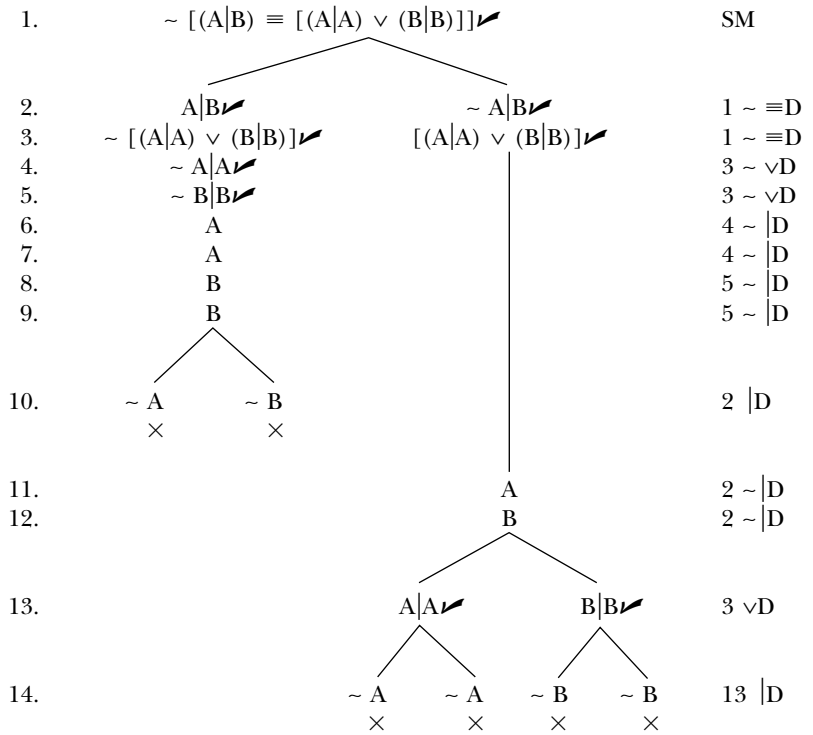 1. ~ [(A|B) ≡ [(A|A) ∨ (B|B)]]✔ SM
2. A|B✔ ~ A|B✔ 1 ~ ≡D
3. ~ [(A|A) ∨ (B|B)]✔ [(A|A) ∨ (B|B)]✔ 1 ~ ≡D
4. ~ A|A✔ 3 ~ ∨D
5. ~ B|B✔ 3 ~ ∨D
6. A 4 ~ |D
7. A 4 ~ |D
8. B 5 ~ |D
9. B 5 ~ |D
10. ~ A ~ B 2 |D
× ×
11. A 2 ~ |D
12. B 2 ~ |D
13. A|A✔ B|B✔ 3 ∨D
14. ~ A ~ A ~ B ~ B 13 |D
× × × ×